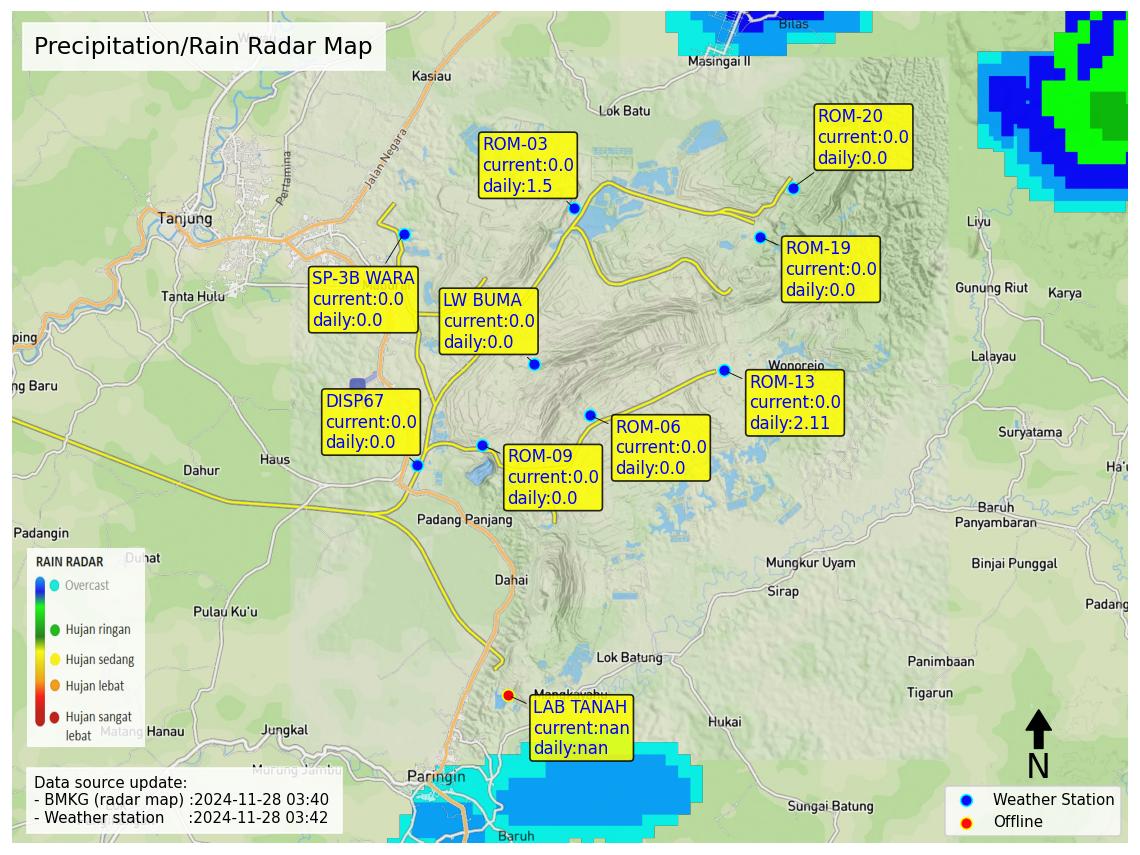 Precipitation/Rain Radar Map
Bilas
Masingai II
Kasiau
Lok Batu
Jalan Negara
Pertamina
Tanjung
ROM-20
current:0.0
daily:0.0
ROM-03
current:0.0
daily:1.5
Liyu
ROM-19
current:0.0
daily:0.0
SP-3B WARA
current:0.0
daily:0.0
LW BUMA
current:0.0
daily:0.0
Tanta Hulu
Gunung Riut
Karya
ping
Lalayau
Wonorejo
ng Baru
ROM-13
current:0.0
daily:2.11
DISP67
current:0.0
daily:0.0
ROM-06
current:0.0
daily:0.0
Suryatama
ROM-09
current:0.0
daily:0.0
Haus
Dahur
Ha'u
Baruh
Panyambaran
Padang Panjang
Padangin
Duhat
Mungkur Uyam
Binjai Punggal
Dahai
Sirap
Padang
Pulau Ku'u
RAIN RADAR
Overcast
Hujan ringan
Hujan sedang
Hujan lebat
Hujan sangat
lebat
Lok Batung
Panimbaan
Tigarun
Mangkayahu
LAB TANAH
current:nan
daily:nan
Hukai
Matang Hanau
Jungkal
Murung Jambu
Paringin
N
Data source update:
- BMKG (radar map) :2024-11-28 03:40
- Weather station :2024-11-28 03:42
Sungai Batung
Baruh
Weather Station
Offline